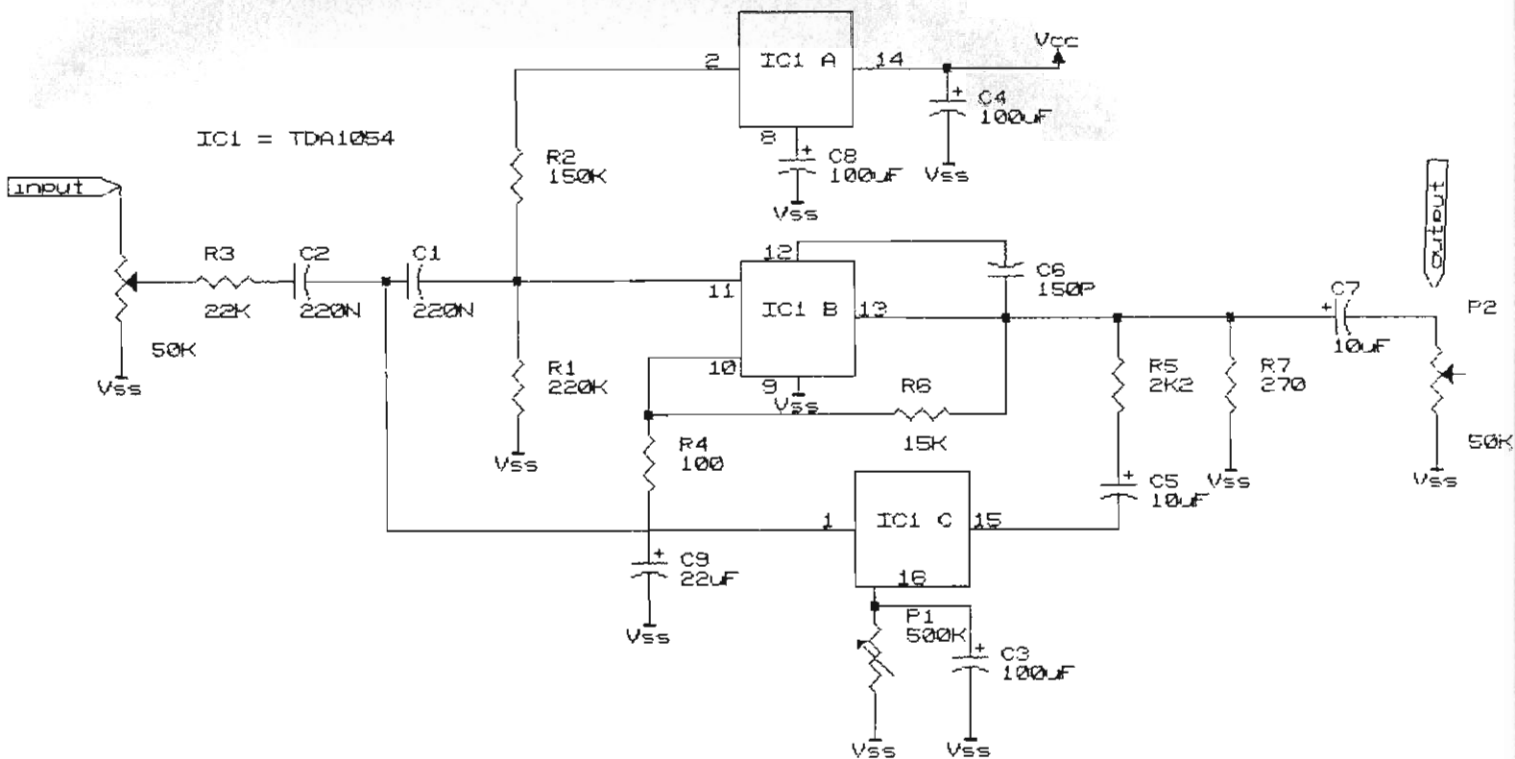 IC1 = TDA1054
input
50K
Vss
R3
22K
C2
220N
C1
220N
R2
150K
R1
220K
Vss
2
IC1 A
14
8
C8
100uF
Vss
Vcc
C4
100uF
Vss
12
11
IC1 B
13
10
9
Vss
C6
150P
R6
15K
R4
100
C9
22uF
Vss
1
IC1 C
15
16
P1
500K
Vss
C3
100uF
Vss
R5
2K2
C5
10uF
R7
270
Vss
C7
10uF
output
P2
50K
Vss